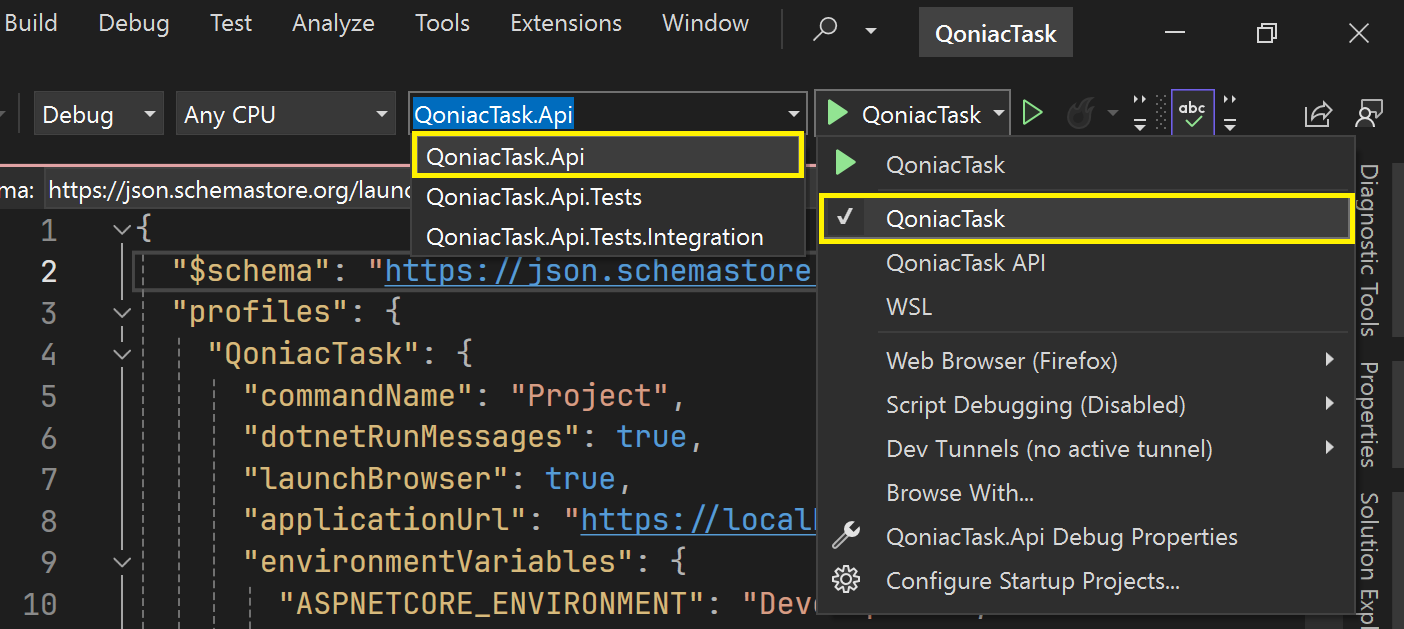 Build Debug Test Analyze Tools Extensions Window QoniacTask
Debug Any CPU QoniacTask.Api QoniacTask abc
QoniacTask.Api
QoniacTask.Api.Tests
QoniacTask.Api.Tests.Integration
QoniacTask
QoniacTask
QoniacTask API
WSL
Web Browser (Firefox)
Script Debugging (Disabled)
Dev Tunnels (no active tunnel)
Browse With...
QoniacTask.Api Debug Properties
Configure Startup Projects...
ma: https://json.schemastore.org/laun
1 {
2 "$schema": "https://json.schemastore
3 "profiles": {
4 "QoniacTask": {
5 "commandName": "Project",
6 "dotnetRunMessages": true,
7 "launchBrowser": true,
8 "applicationUrl": "https://local
9 "environmentVariables": {
10 "ASPNETCORE_ENVIRONMENT": "Dev
Diagnostic Tools
Properties
Solution Expl